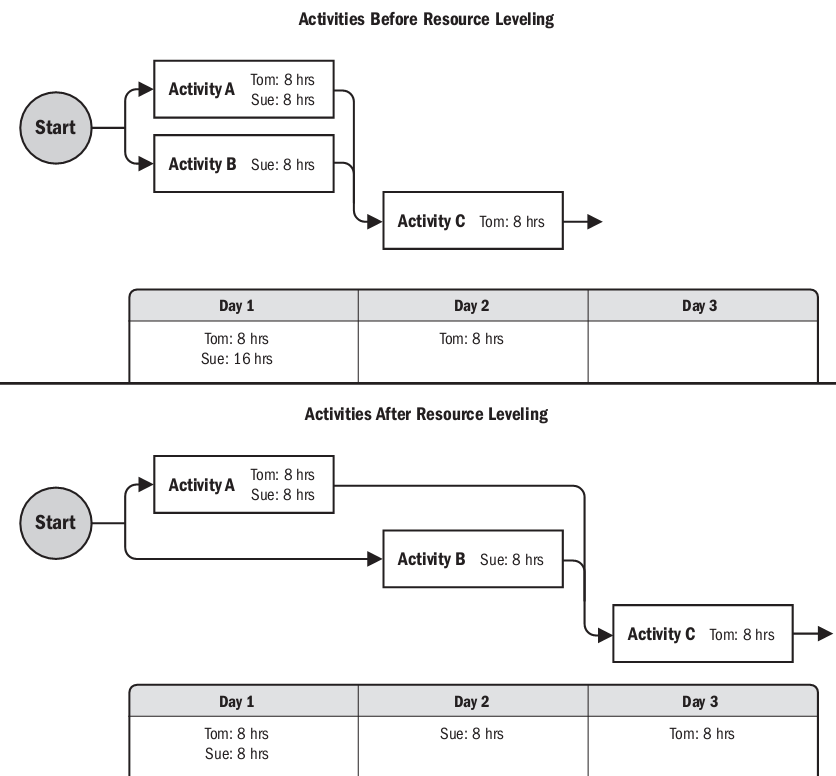 Activities Before Resource Leveling
Start
Activity A
Tom: 8 hrs
Sue: 8 hrs
Activity B Sue: 8 hrs
Activity C Tom: 8 hrs
Day 1 Day 2 Day 3
Tom: 8 hrs Tom: 8 hrs
Sue: 16 hrs
Activities After Resource Leveling
Start
Activity A
Tom: 8 hrs
Sue: 8 hrs
Activity B Sue: 8 hrs
Activity C Tom: 8 hrs
Day 1 Day 2 Day 3
Tom: 8 hrs Sue: 8 hrs Tom: 8 hrs
Sue: 8 hrs